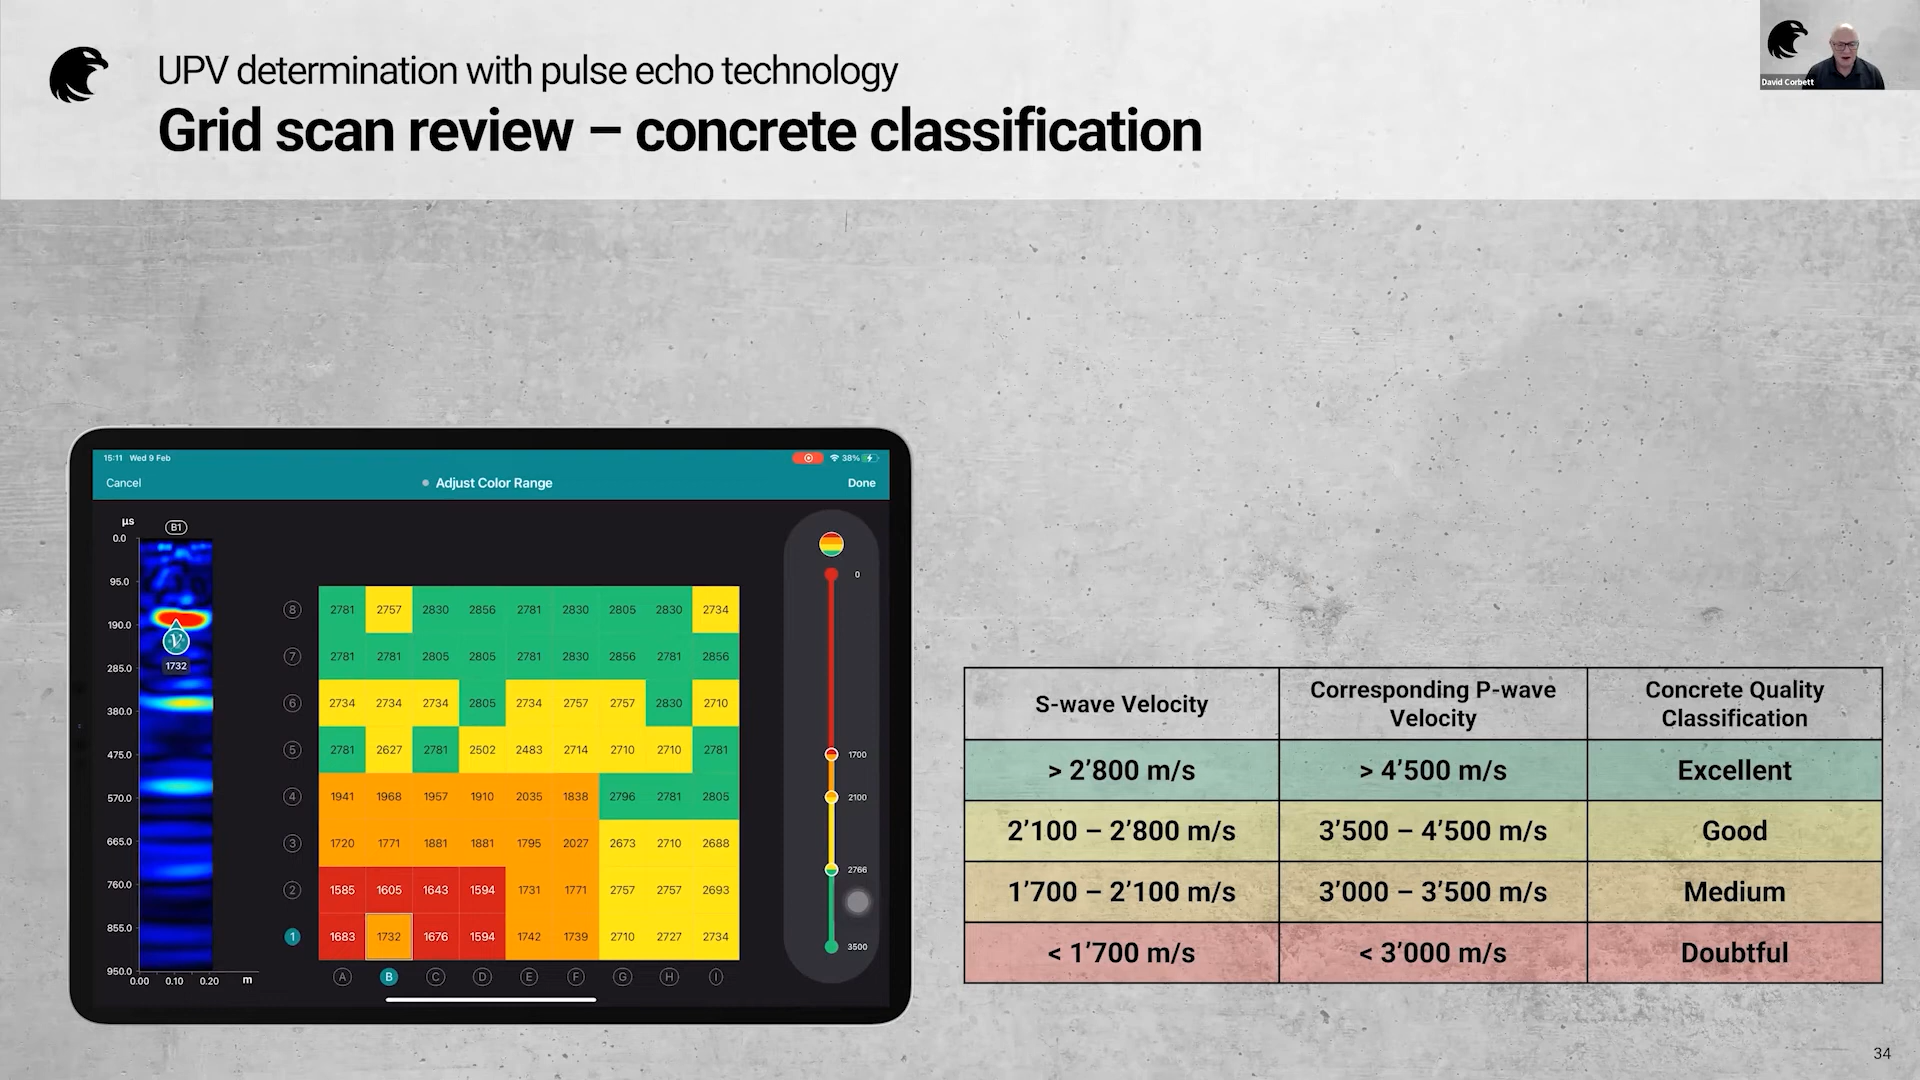 UPV determination with pulse echo technology
Grid scan review – concrete classification
David Corbett
15:11 Wed 9 Feb
38%
Cancel
Adjust Color Range
Done
µs
B1
0.0
95.0
190.0
285.0
380.0
475.0
570.0
665.0
760.0
855.0
950.0
V
1732
0.00 0.10 0.20 m
8 2781 2757 2830 2856 2781 2830 2805 2830 2734
7 2781 2781 2805 2805 2781 2830 2856 2781 2856
6 2734 2734 2734 2805 2734 2757 2757 2830 2710
5 2781 2627 2781 2502 2483 2714 2710 2710 2781
4 1941 1968 1957 1910 2035 1838 2796 2781 2805
3 1720 1771 1881 1881 1795 2027 2673 2710 2688
2 1585 1605 1643 1594 1731 1771 2757 2757 2693
1 1683 1732 1676 1594 1742 1739 2710 2727 2734
A B C D E F G H I
0
1700
2100
2766
3500
S-wave Velocity
Corresponding P-wave
Velocity
Concrete Quality
Classification
> 2’800 m/s > 4’500 m/s Excellent
2’100 – 2’800 m/s 3’500 – 4’500 m/s Good
1’700 – 2’100 m/s 3’000 – 3’500 m/s Medium
< 1’700 m/s < 3’000 m/s Doubtful
34